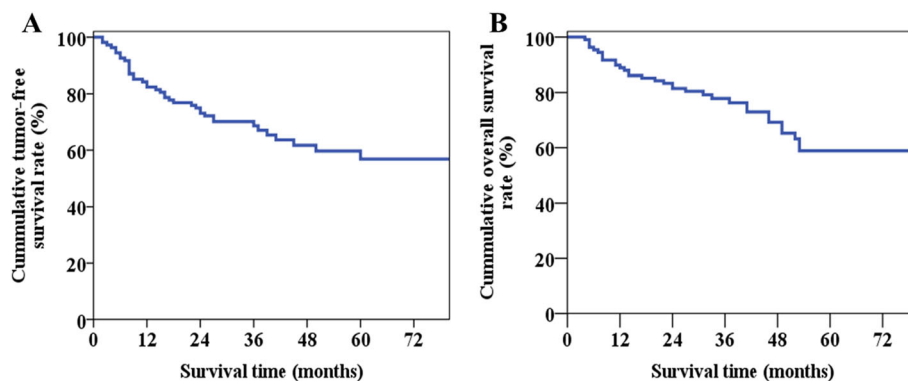 A
Cummulative tumor-free
survival rate (%)
100
80
60
40
20
0
0 12 24 36 48 60 72
Survival time (months)
B
Cummulative overall survival
rate (%)
100
80
60
40
20
0
0 12 24 36 48 60 72
Survival time (months)